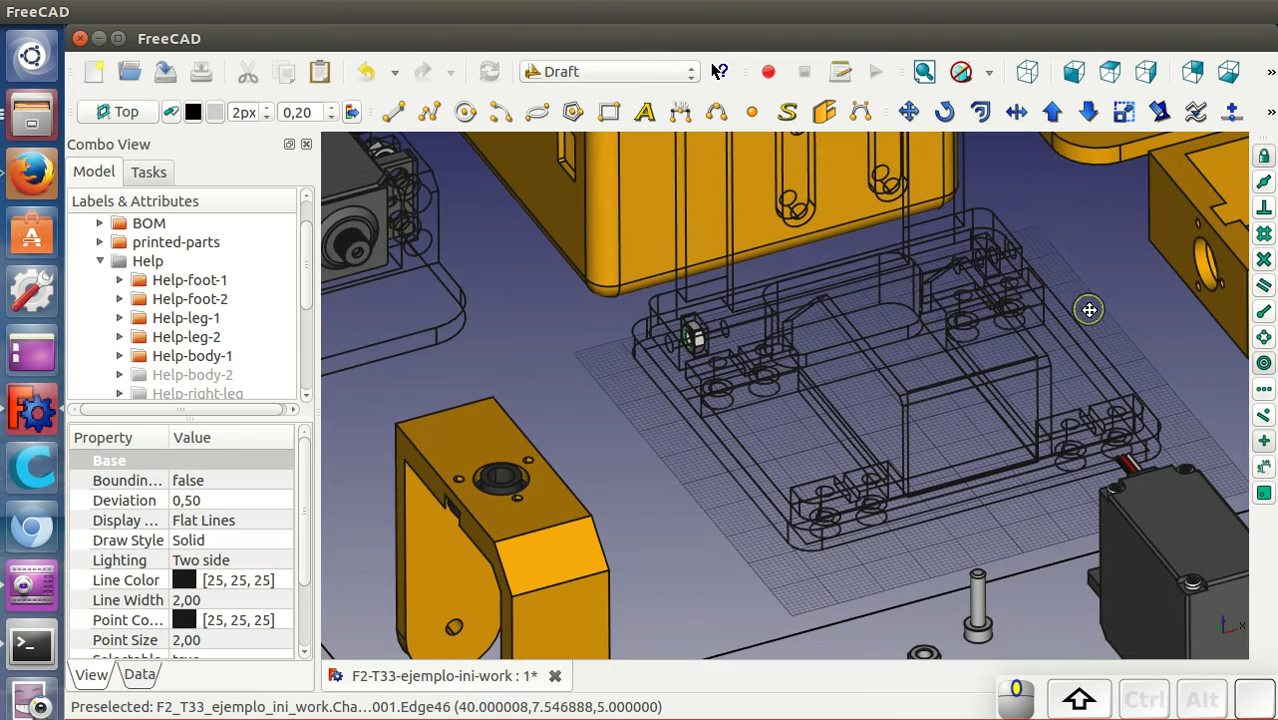 FreeCAD
FreeCAD
Draft
Top
2px
0,20
Combo View
Model
Tasks
Labels & Attributes
BOM
printed-parts
Help
Help-foot-1
Help-foot-2
Help-leg-1
Help-leg-2
Help-body-1
Help-body-2
Help-right-leg
Property Value
Base
Boundin... false
Deviation 0,50
Display ... Flat Lines
Draw Style Solid
Lighting Two side
Line Color [25, 25, 25]
Line Width 2,00
Point Co... [25, 25, 25]
Point Size 2,00
View
Data
F2-T33-ejemplo-ini-work : 1*
Preselected: F2_T33_ejemplo_ini_work.Cha...001.Edge46 (40.000008,7.546888,5.000000)
Ctrl
Alt
X